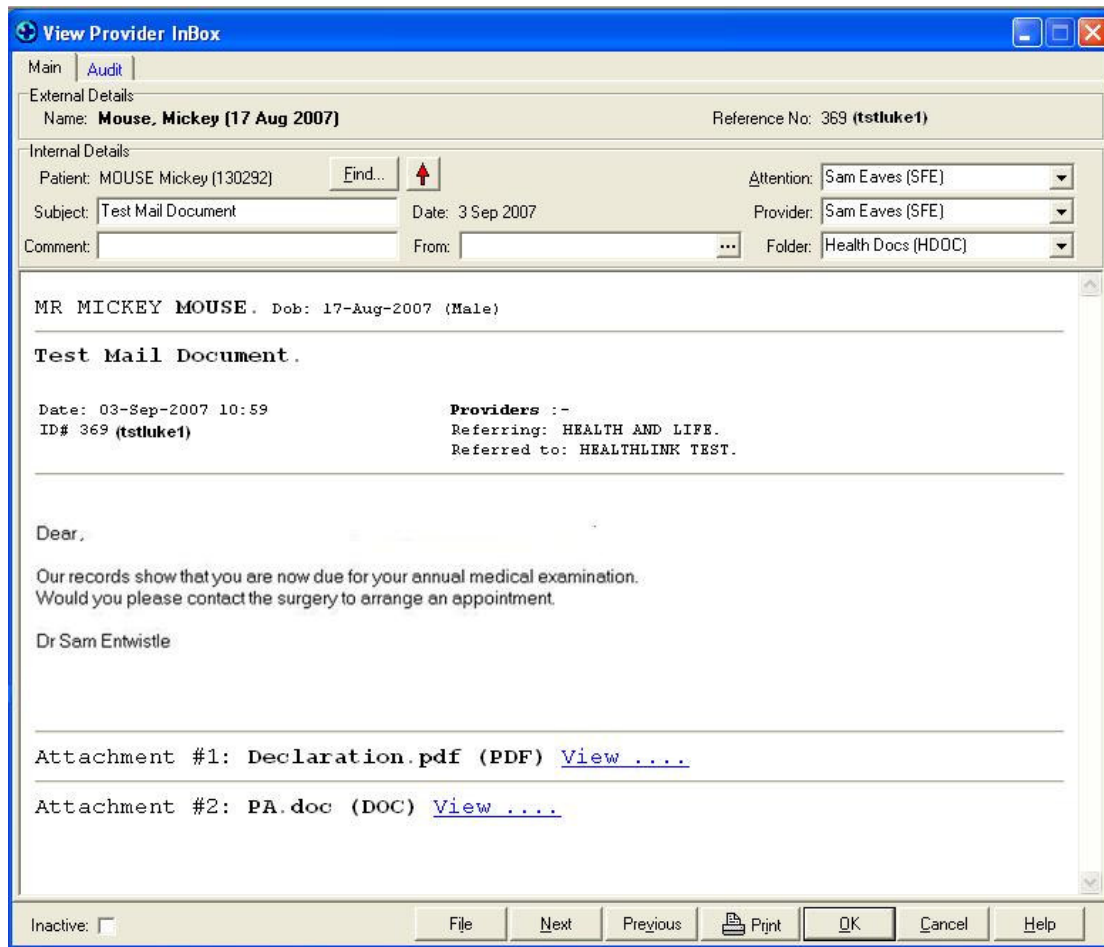 View Provider InBox
Main Audit
External Details
Name: Mouse, Mickey (17 Aug 2007) Reference No: 369 (tstluke1)
Internal Details
Patient: MOUSE Mickey (130292) Find... Attention: Sam Eaves (SFE)
Subject: Test Mail Document Date: 3 Sep 2007 Provider: Sam Eaves (SFE)
Comment: From: ... Folder: Health Docs (HDOC)
MR MICKEY MOUSE. Dob: 17-Aug-2007 (Male)
Test Mail Document.
Date: 03-Sep-2007 10:59 Providers :-
ID# 369 (tstluke1) Referring: HEALTH AND LIFE.
Referred to: HEALTHLINK TEST.
Dear,
Our records show that you are now due for your annual medical examination.
Would you please contact the surgery to arrange an appointment.
Dr Sam Entwistle
Attachment #1: Declaration.pdf (PDF) View ....
Attachment #2: PA.doc (DOC) View ....
Inactive: File Next Previous Print OK Cancel Help